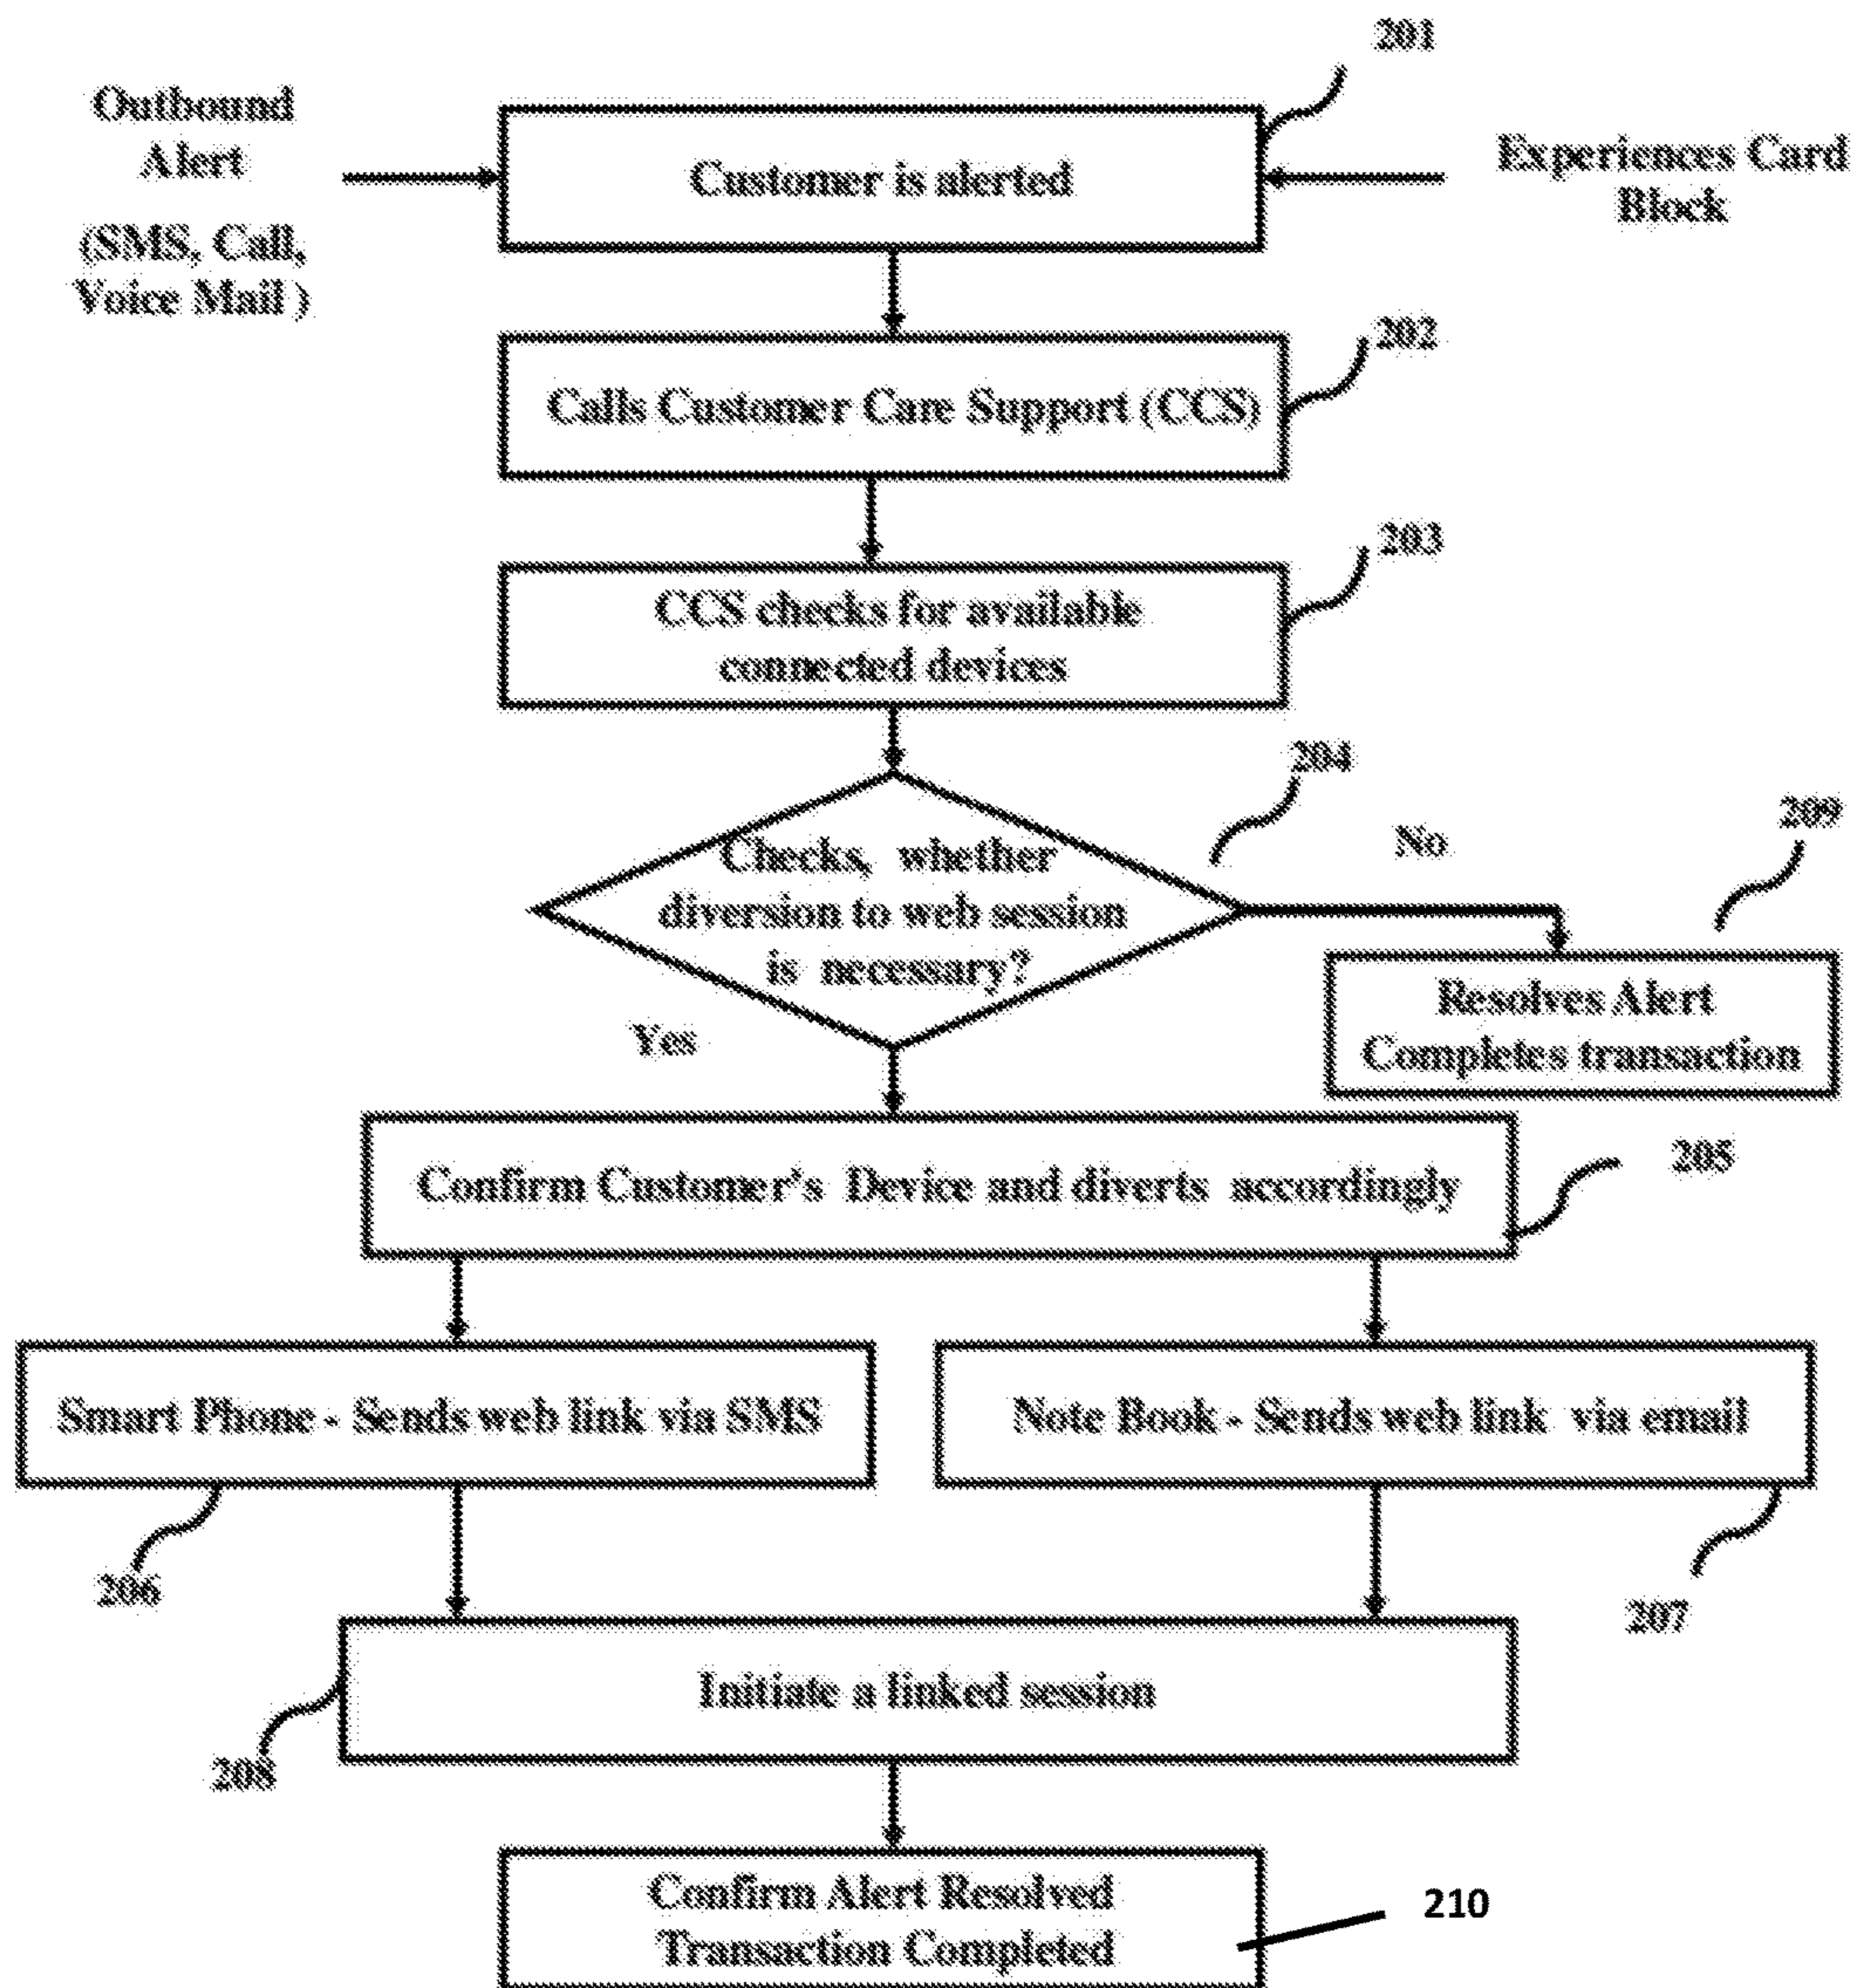 201
Outbound
Alert
(SMS, Call,
Voice Mail )
Customer is alerted
Experiences Card
Block
202
Calls Customer Care Support (CCS)
203
CCS checks for available
connected devices
204
Checks, whether
diversion to web session
is necessary?
No
209
Resolves Alert
Completes transaction
Yes
Confirm Customer's Device and diverts accordingly
205
Smart Phone - Sends web link via SMS
Note Book - Sends web link via email
206
207
Initiate a linked session
208
Confirm Alert Resolved
Transaction Completed
210